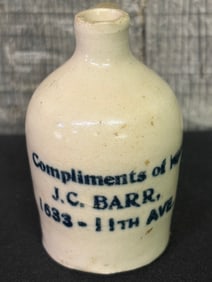 Compliments of
J.C. BARR,
1633 - 11TH AVE